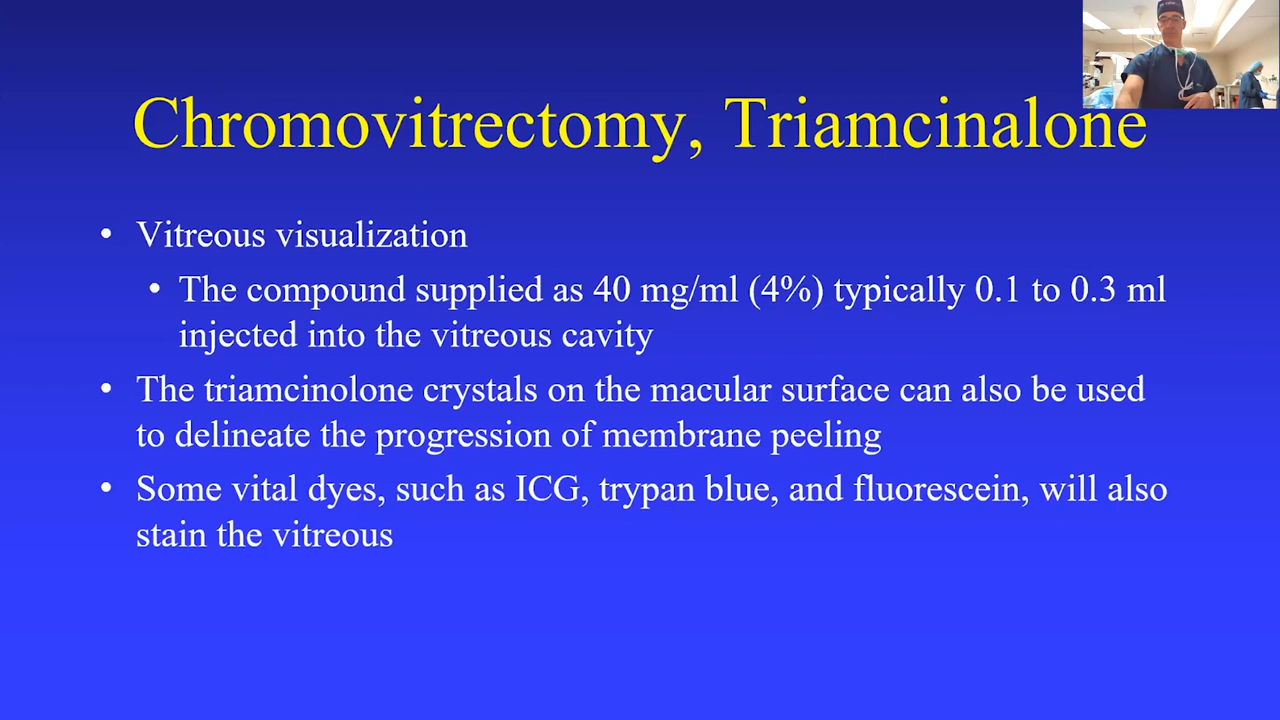 Chromovitrectomy, Triamcinalone
• Vitreous visualization
• The compound supplied as 40 mg/ml (4%) typically 0.1 to 0.3 ml
injected into the vitreous cavity
• The triamcinolone crystals on the macular surface can also be used
to delineate the progression of membrane peeling
• Some vital dyes, such as ICG, trypan blue, and fluorescein, will also
stain the vitreous